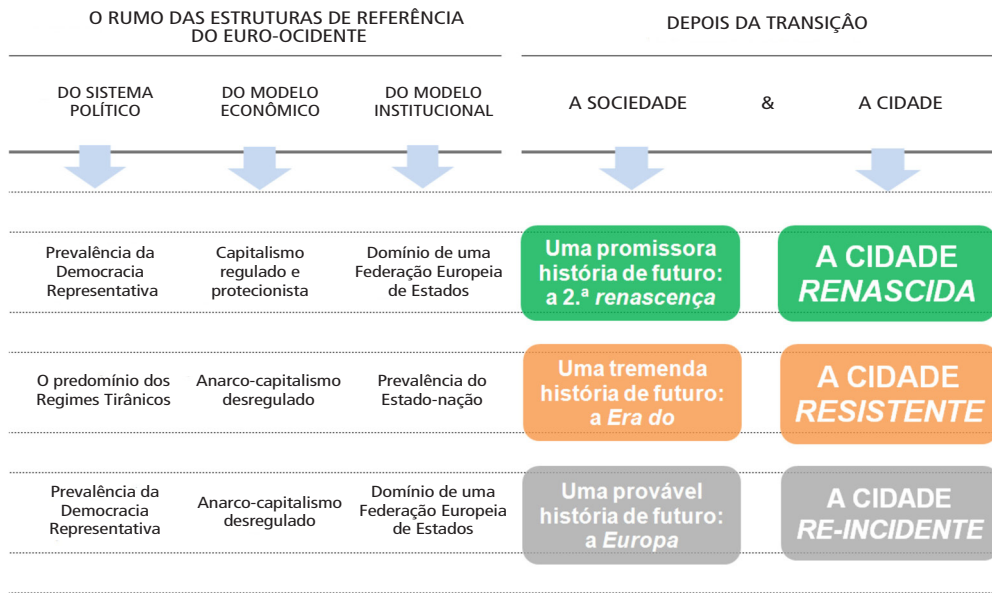 O RUMO DAS ESTRUTURAS DE REFERÊNCIA
DO EURO-OCIDENTE
DEPOIS DA TRANSIÇÂO
DO SISTEMA
POLÍTICO
DO MODELO
ECONÔMICO
DO MODELO
INSTITUCIONAL
A SOCIEDADE
&
A CIDADE
Prevalência da
Democracia
Representativa
Capitalismo
regulado e
protecionista
Domínio de uma
Federação Europeia
de Estados
Uma promissora
história de futuro:
a 2.ª renascença
A CIDADE
RENASCIDA
O predomínio dos
Regimes Tirânicos
Anarco-capitalismo
desregulado
Prevalência do
Estado-nação
Uma tremenda
história de futuro:
a Era do
A CIDADE
RESISTENTE
Prevalência da
Democracia
Representativa
Anarco-capitalismo
desregulado
Domínio de uma
Federação Europeia
de Estados
Uma provável
história de futuro:
a Europa
A CIDADE
RE-INCIDENTE